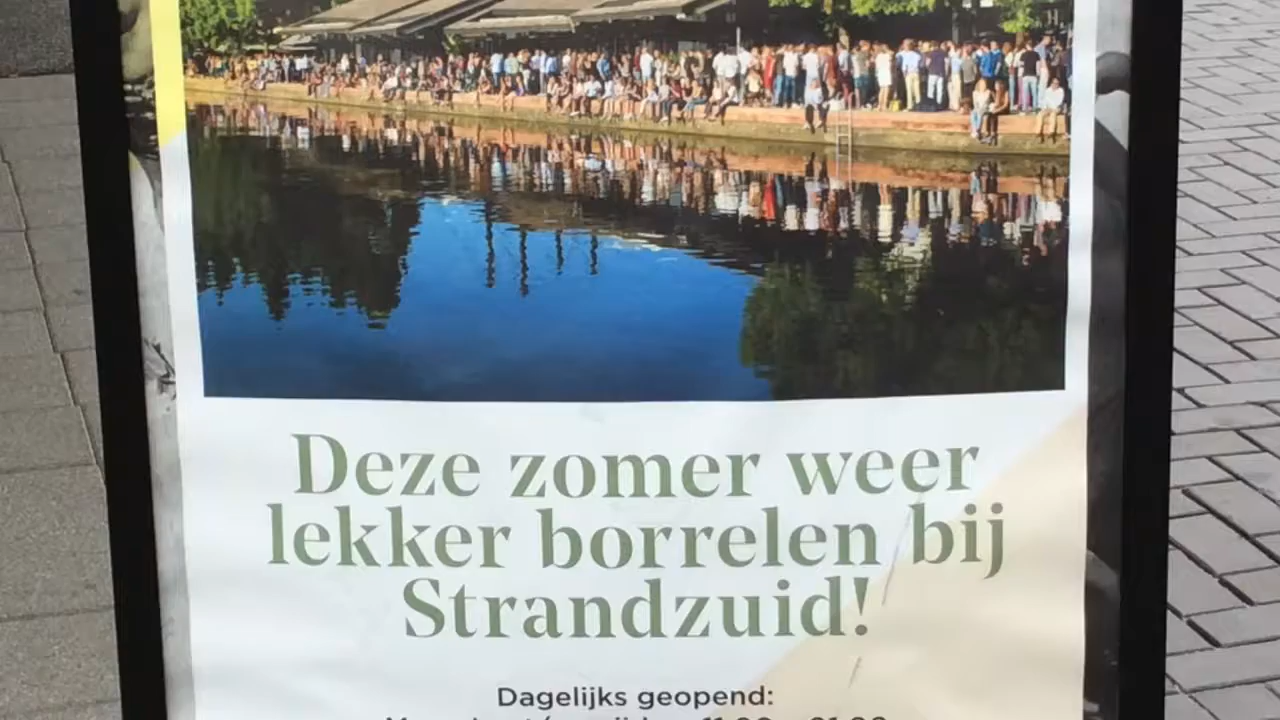 Deze zomer weer
lekker borrelen bij
Strandzuid!
Dagelijks geopend: